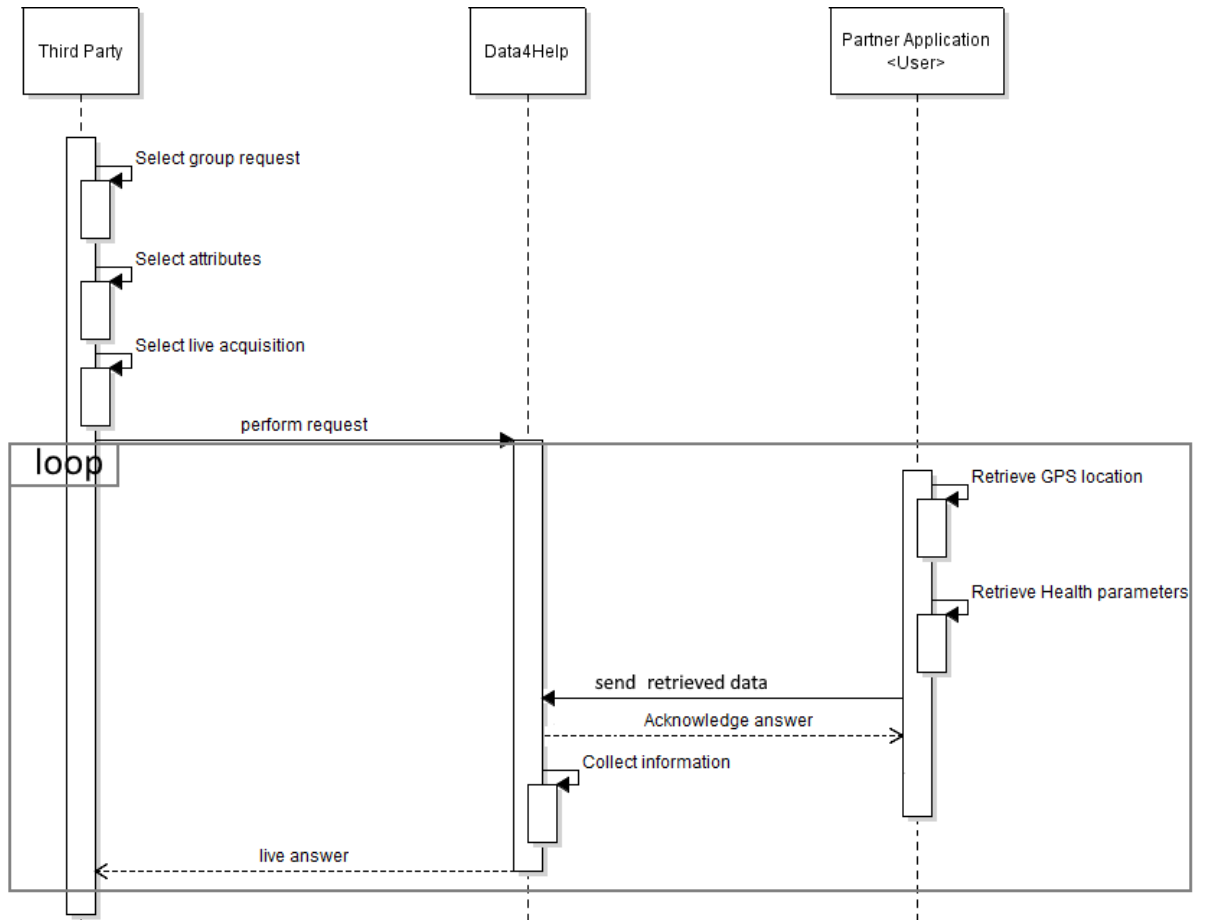 Third Party
Data4Help
Partner Application
<User>
Select group request
Select attributes
Select live acquisition
perform request
loop
Retrieve GPS location
Retrieve Health parameters
send retrieved data
Acknowledge answer
Collect information
live answer